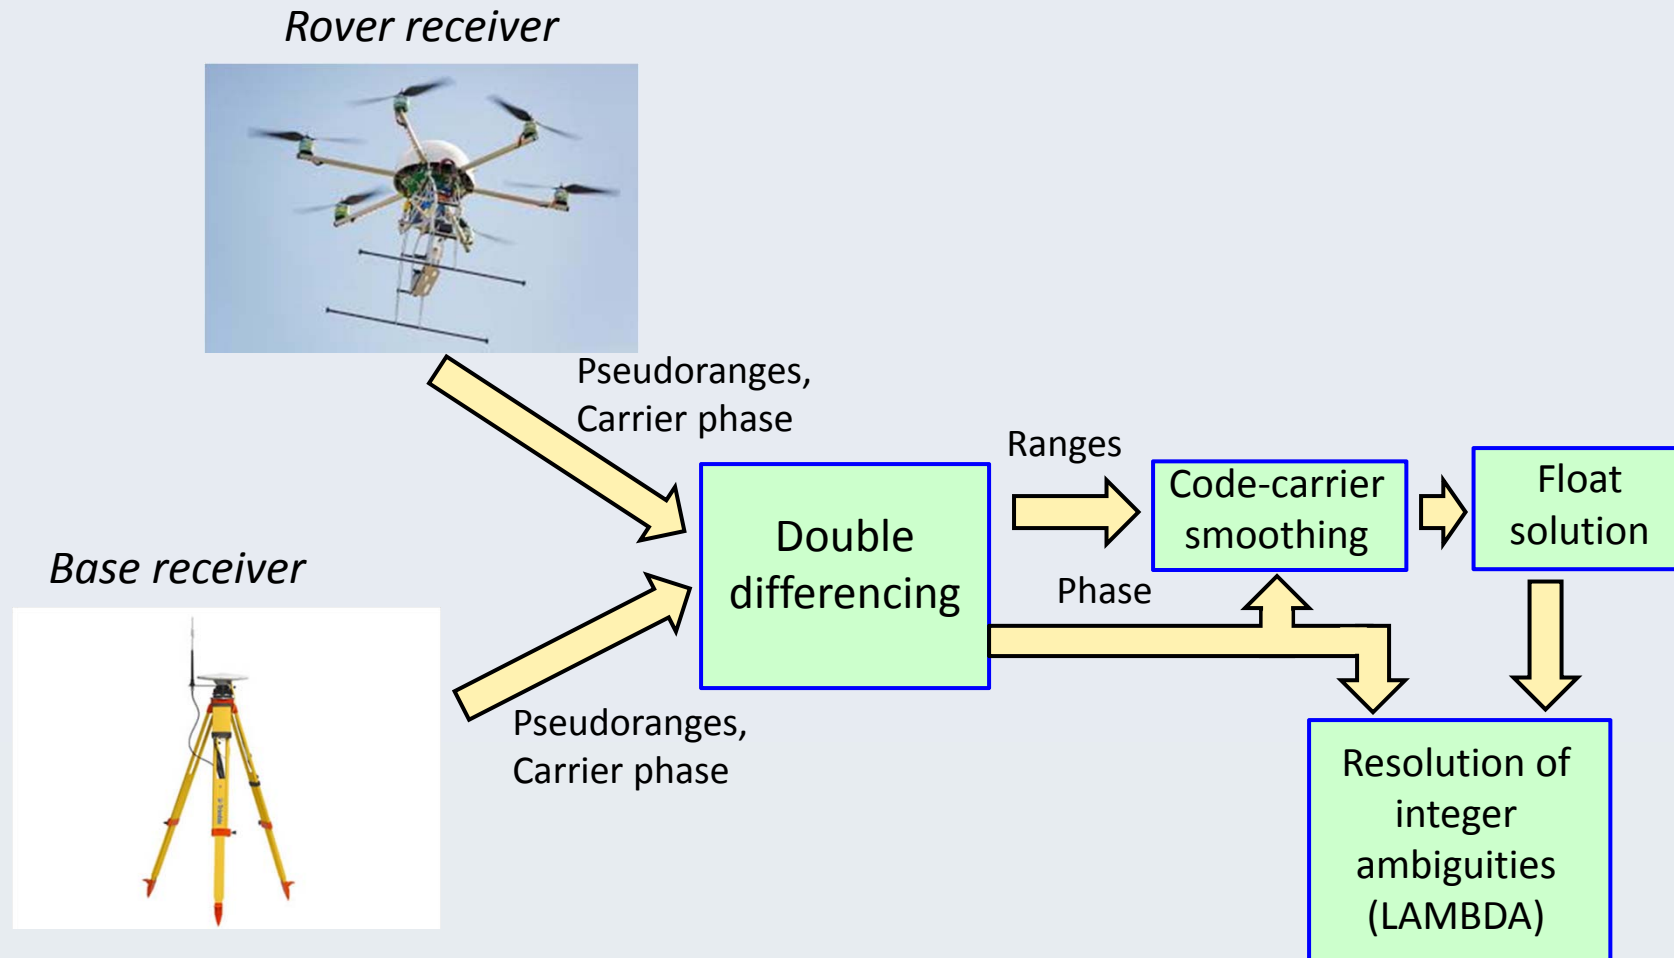 Rover receiver
Pseudoranges,
Carrier phase
Base receiver
Pseudoranges,
Carrier phase
Double
differencing
Ranges
Phase
Code-carrier
smoothing
Float
solution
Resolution of
integer
ambiguities
(LAMBDA)